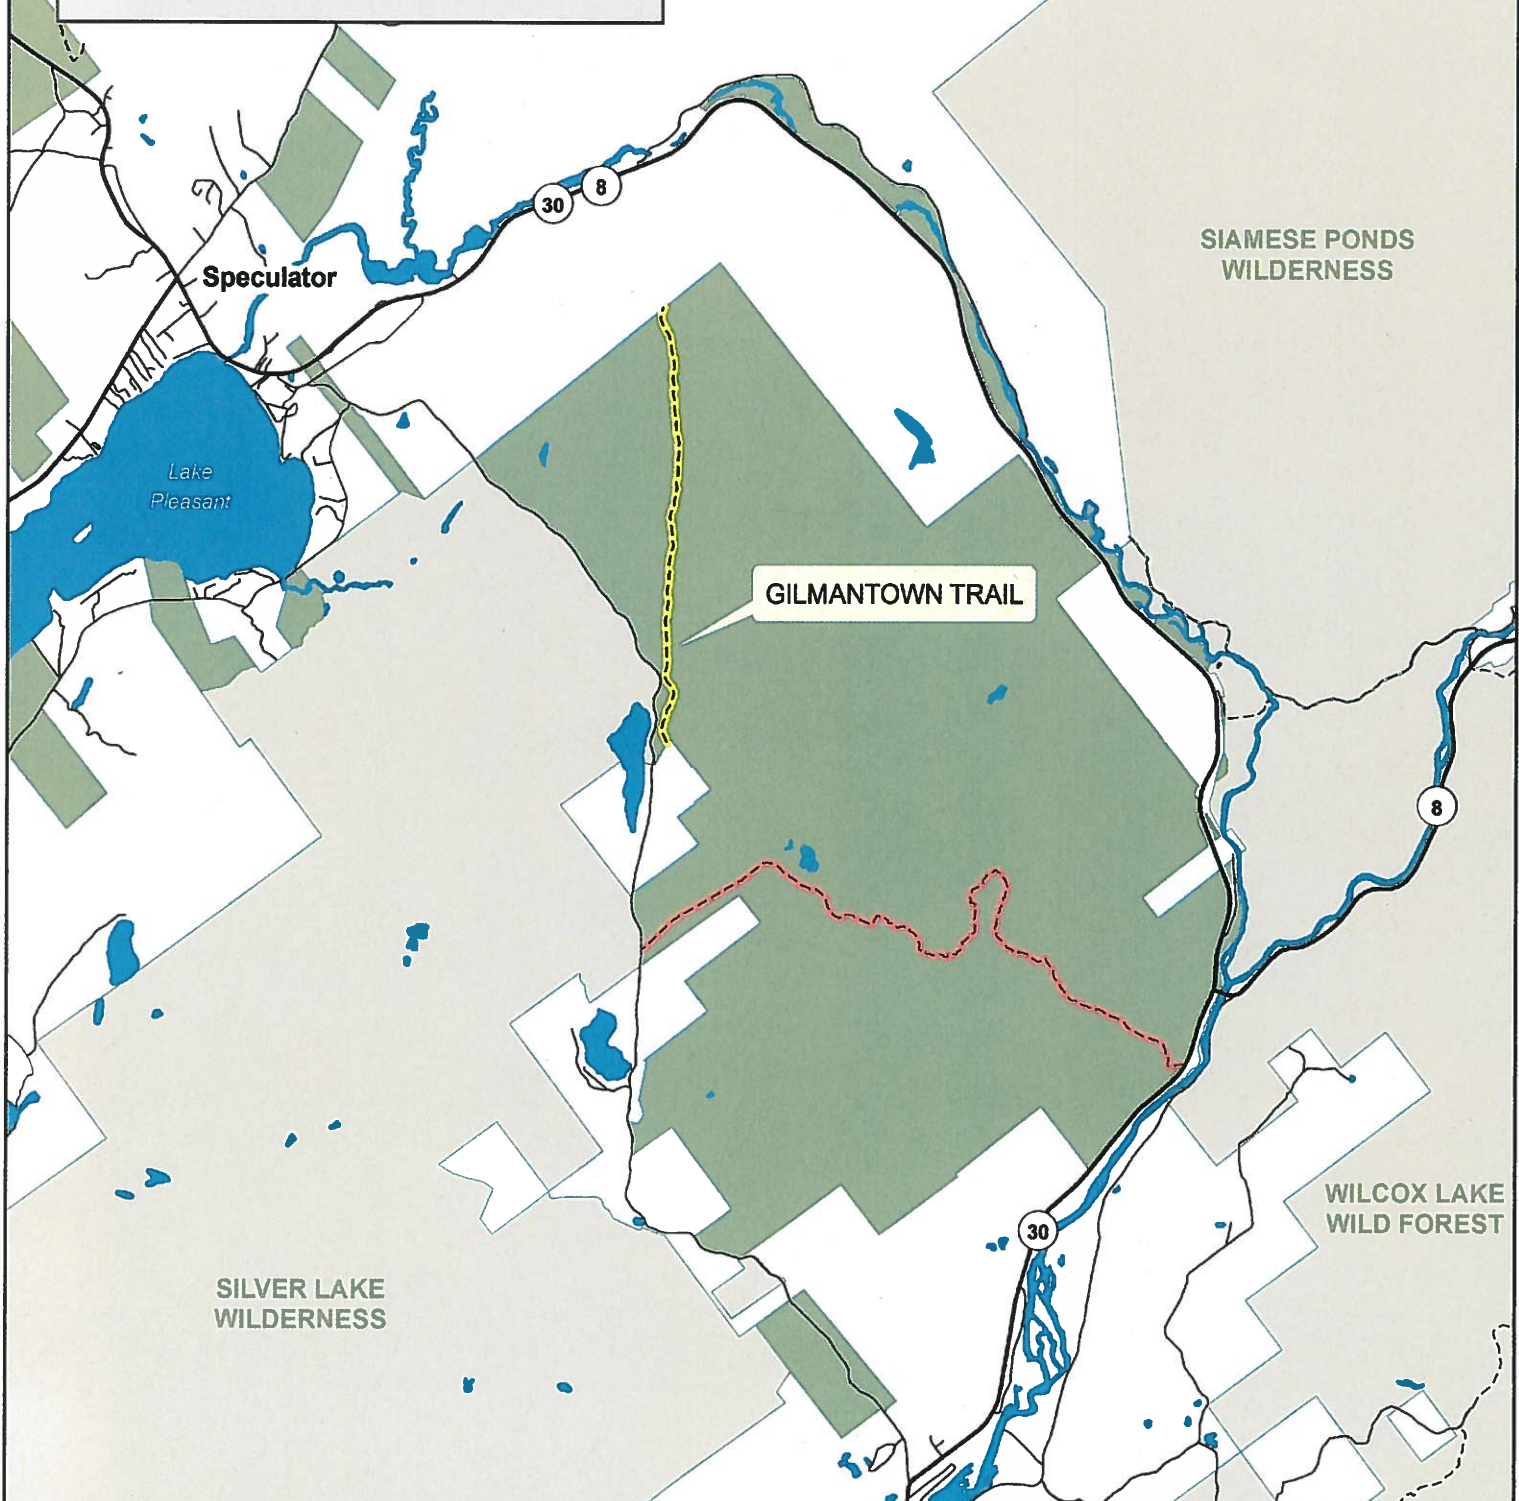 30
8
SIAMESE PONDS
WILDERNESS
Speculator
Lake
Pleasant
GILMANTOWN TRAIL
8
WILCOX LAKE
WILD FOREST
30
SILVER LAKE
WILDERNESS